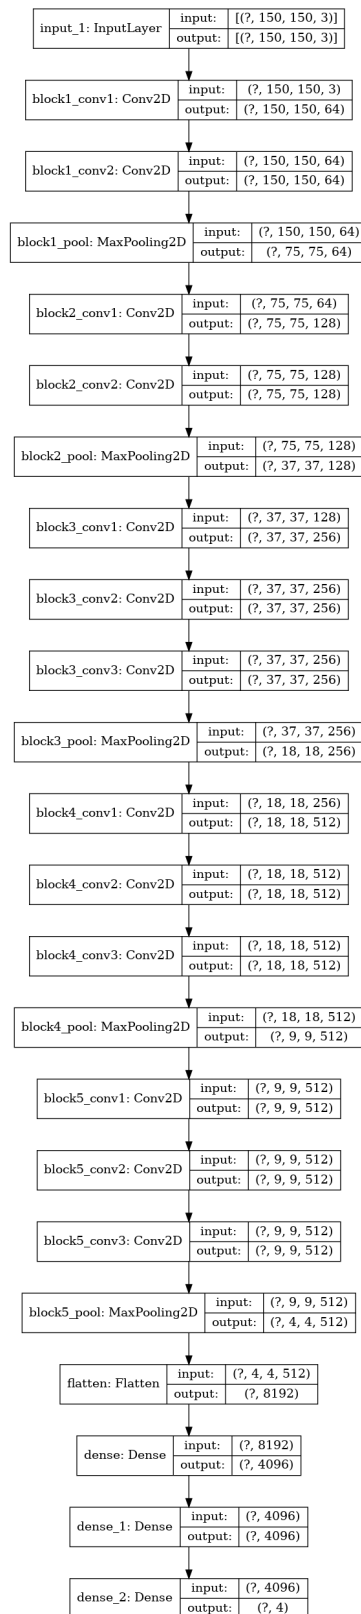 input_1: InputLayer input: [(?, 150, 150, 3)]
output: [(?, 150, 150, 3)]
block1_conv1: Conv2D input: (?, 150, 150, 3)
output: (?, 150, 150, 64)
block1_conv2: Conv2D input: (?, 150, 150, 64)
output: (?, 150, 150, 64)
block1_pool: MaxPooling2D input: (?, 150, 150, 64)
output: (?, 75, 75, 64)
block2_conv1: Conv2D input: (?, 75, 75, 64)
output: (?, 75, 75, 128)
block2_conv2: Conv2D input: (?, 75, 75, 128)
output: (?, 75, 75, 128)
block2_pool: MaxPooling2D input: (?, 75, 75, 128)
output: (?, 37, 37, 128)
block3_conv1: Conv2D input: (?, 37, 37, 128)
output: (?, 37, 37, 256)
block3_conv2: Conv2D input: (?, 37, 37, 256)
output: (?, 37, 37, 256)
block3_conv3: Conv2D input: (?, 37, 37, 256)
output: (?, 37, 37, 256)
block3_pool: MaxPooling2D input: (?, 37, 37, 256)
output: (?, 18, 18, 256)
block4_conv1: Conv2D input: (?, 18, 18, 256)
output: (?, 18, 18, 512)
block4_conv2: Conv2D input: (?, 18, 18, 512)
output: (?, 18, 18, 512)
block4_conv3: Conv2D input: (?, 18, 18, 512)
output: (?, 18, 18, 512)
block4_pool: MaxPooling2D input: (?, 18, 18, 512)
output: (?, 9, 9, 512)
block5_conv1: Conv2D input: (?, 9, 9, 512)
output: (?, 9, 9, 512)
block5_conv2: Conv2D input: (?, 9, 9, 512)
output: (?, 9, 9, 512)
block5_conv3: Conv2D input: (?, 9, 9, 512)
output: (?, 9, 9, 512)
block5_pool: MaxPooling2D input: (?, 9, 9, 512)
output: (?, 4, 4, 512)
flatten: Flatten input: (?, 4, 4, 512)
output: (?, 8192)
dense: Dense input: (?, 8192)
output: (?, 4096)
dense_1: Dense input: (?, 4096)
output: (?, 4096)
dense_2: Dense input: (?, 4096)
output: (?, 4)